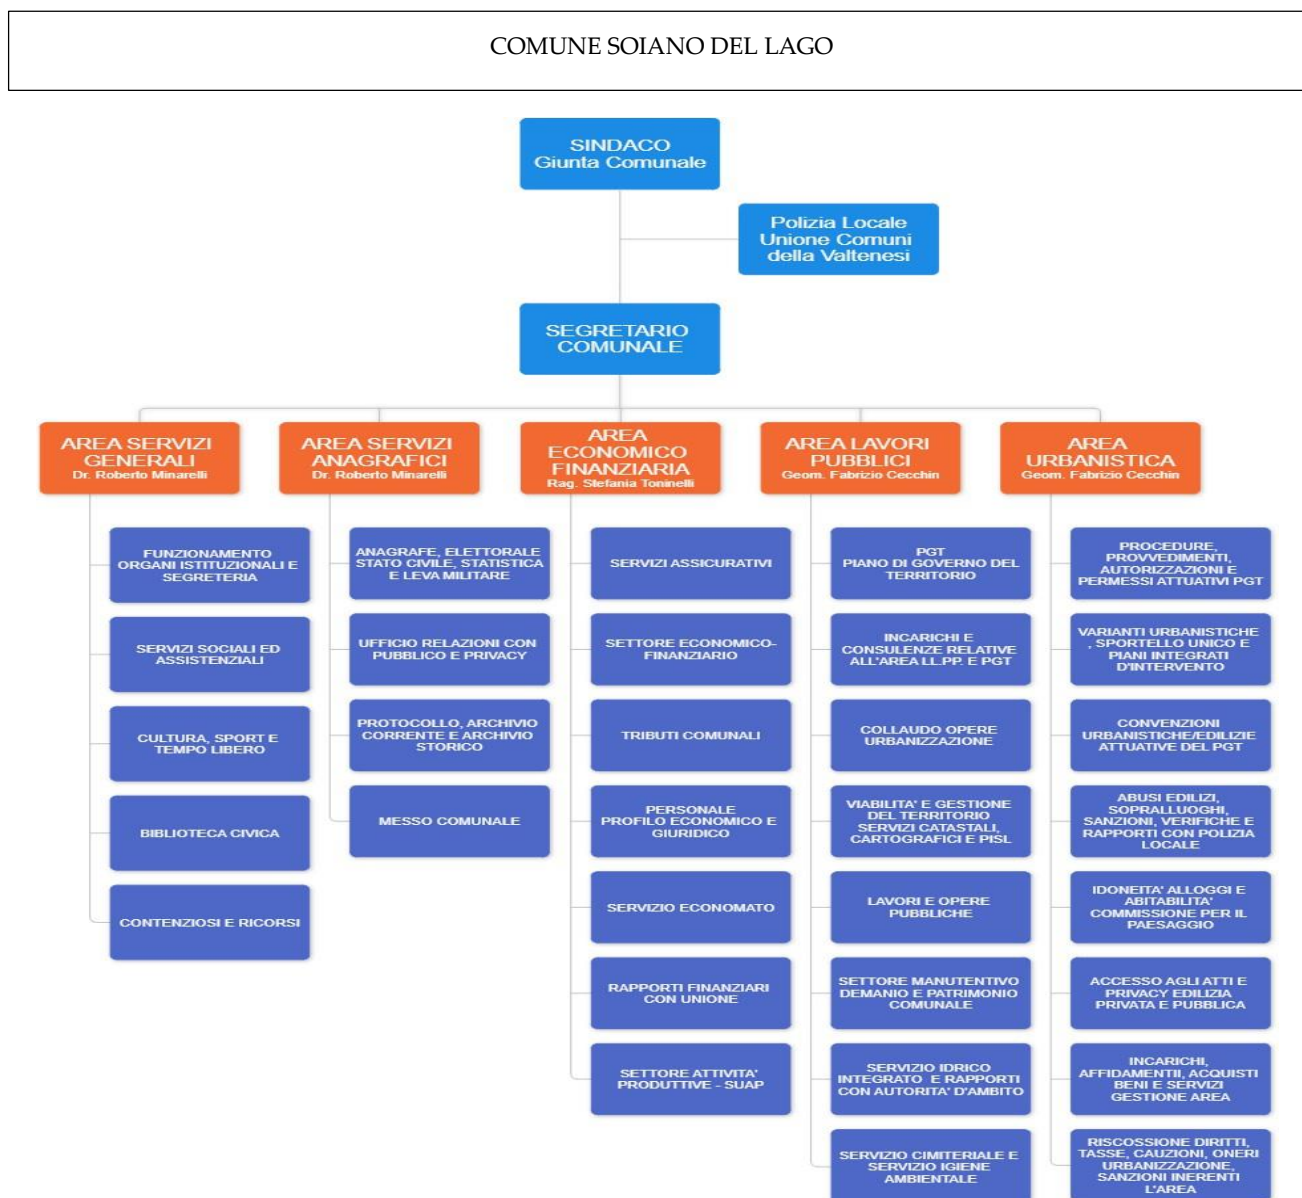 COMUNE SOIANO DEL LAGO
SINDACO
Giunta Comunale
Polizia Locale
Unione Comuni
della Valtenesi
SEGRETARIO
COMUNALE
AREA SERVIZI
GENERALI
Dr. Roberto Minarelli
FUNZIONAMENTO
ORGANI ISTITUZIONALI E
SEGRETERIA
SERVIZI SOCIALI ED
ASSISTENZIALI
CULTURA, SPORT E
TEMPO LIBERO
BIBLIOTECA CIVICA
CONTENZIOSI E RICORSI
AREA SERVIZI
ANAGRAFICI
Dr. Roberto Minarelli
ANAGRAFE, ELETTORALE
STATO CIVILE, STATISTICA
E LEVA MILITARE
UFFICIO RELAZIONI CON
PUBBLICO E PRIVACY
PROTOCOLLO, ARCHIVIO
CORRENTE E ARCHIVIO
STORICO
MESSO COMUNALE
AREA
ECONOMICO
FINANZIARIA
Rag. Stefania Toninelli
SERVIZI ASSICURATIVI
SETTORE ECONOMICO-
FINANZIARIO
TRIBUTI COMUNALI
PERSONALE
PROFILO ECONOMICO E
GIURIDICO
SERVIZIO ECONOMATO
RAPPORTI FINANZIARI
CON UNIONE
SETTORE ATTIVITA'
PRODUTTIVE - SUAP
AREA LAVORI
PUBBLICI
Geom. Fabrizio Cecchin
PGT
PIANO DI GOVERNO DEL
TERRITORIO
INCARICHI E
CONSULENZE RELATIVE
ALL'AREA LL.PP. E PGT
COLLAUDO OPERE
URBANIZZAZIONE
VIABILITA' E GESTIONE
DEL TERRITORIO
SERVIZI CATASTALI,
CARTOGRAFICI E PISL
LAVORI E OPERE
PUBBLICHE
SETTORE MANUTENTIVO
DEMANIO E PATRIMONIO
COMUNALE
SERVIZIO IDRICO
INTEGRATO E RAPPORTI
CON AUTORITA' D'AMBITO
SERVIZIO CIMITERIALE E
SERVIZIO IGIENE
AMBIENTALE
AREA
URBANISTICA
Geom. Fabrizio Cecchin
PROCEDURE,
PROVVEDIMENTI,
AUTORIZZAZIONI E
PERMESSI ATTUATIVI PGT
VARIANTI URBANISTICHE
, SPORTELLO UNICO E
PIANI INTEGRATI
D'INTERVENTO
CONVENZIONI
URBANISTICHE/EDILIZIE
ATTUATIVE DEL PGT
ABUSI EDILIZI,
SOPRALLUOGHI,
SANZIONI, VERIFICHE E
RAPPORTI CON POLIZIA
LOCALE
IDONEITA' ALLOGGI E
ABITABILITA'
COMMISSIONE PER IL
PAESAGGIO
ACCESSO AGLI ATTI E
PRIVACY EDILIZIA
PRIVATA E PUBBLICA
INCARICHI,
AFFIDAMENTII, ACQUISTI
BENI E SERVIZI
GESTIONE AREA
RISCOSSIONE DIRITTI,
TASSE, CAUZIONI, ONERI
URBANIZZAZIONE,
SANZIONI INERENTI
L'AREA